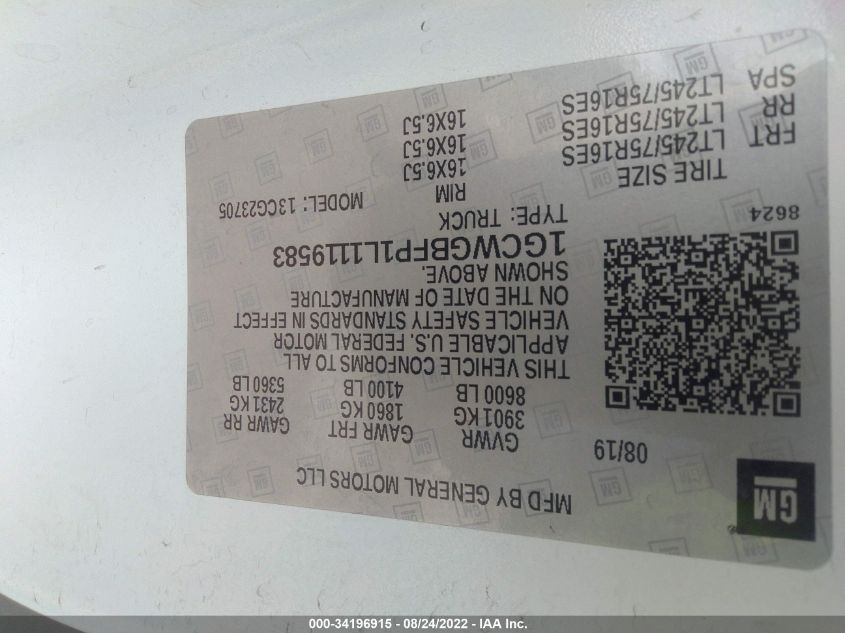 GM
MFD BY GENERAL MOTORS LLC
08/19
GVWR GAWR FRT GAWR RR
3901 KG 1860 KG 2431 KG
8600 LB 4100 LB 5360 LB
THIS VEHICLE CONFORMS TO ALL
APPLICABLE U.S. FEDERAL MOTOR
VEHICLE SAFETY STANDARDS IN EFFECT
ON THE DATE OF MANUFACTURE
SHOWN ABOVE.
1GCWGBFP1L1119583
8624
TYPE: TRUCK MODEL: 13CG23705
TIRE SIZE RIM
FRT LT245/75R16ES 16X6.5J
RR LT245/75R16ES 16X6.5J
SPA LT245/75R16ES 16X6.5J
000-34196915 - 08/24/2022 - IAA Inc.